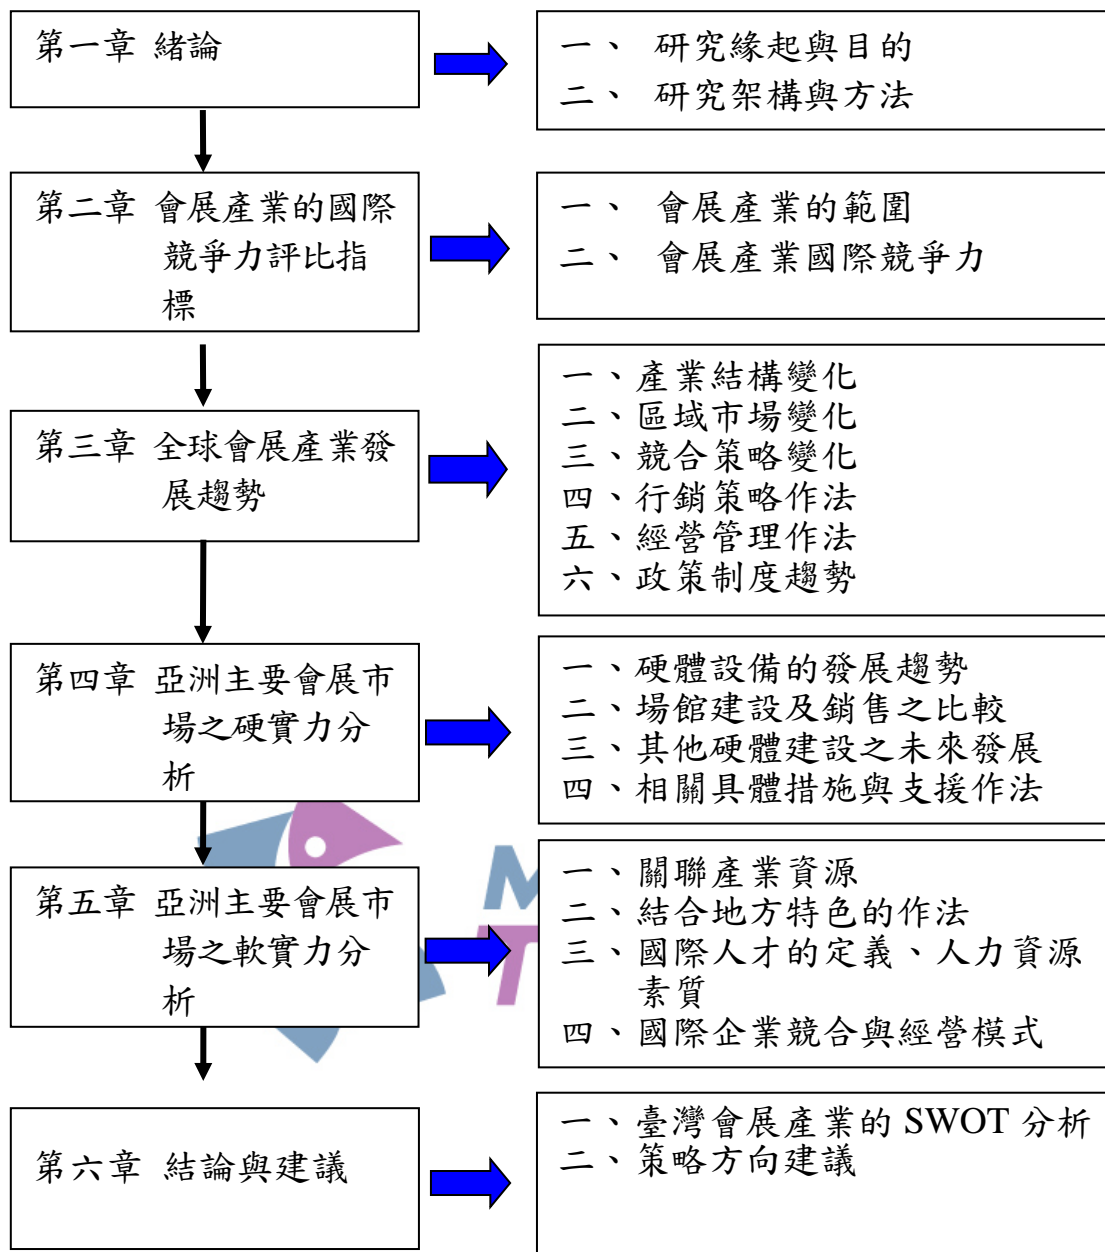 第一章 緒論
一、 研究緣起與目的
二、 研究架構與方法
第二章 會展產業的國際
競爭力評比指
標
一、 會展產業的範圍
二、 會展產業國際競爭力
第三章 全球會展產業發
展趨勢
一、產業結構變化
二、區域市場變化
三、競合策略變化
四、行銷策略作法
五、經營管理作法
六、政策制度趨勢
第四章 亞洲主要會展市
場之硬實力分
析
一、硬體設備的發展趨勢
二、場館建設及銷售之比較
三、其他硬體建設之未來發展
四、相關具體措施與支援作法
第五章 亞洲主要會展市
場之軟實力分
析
一、關聯產業資源
二、結合地方特色的作法
三、國際人才的定義、人力資源
素質
四、國際企業競合與經營模式
第六章 結論與建議
一、臺灣會展產業的 SWOT 分析
二、策略方向建議